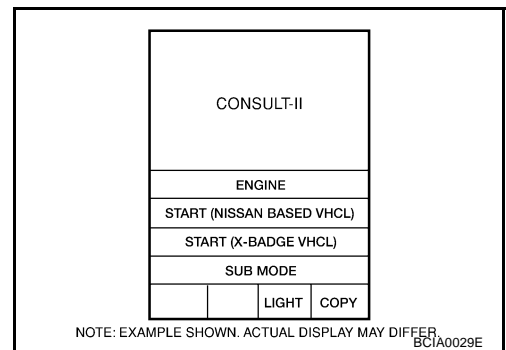 CONSULT-II
ENGINE
START (NISSAN BASED VHCL)
START (X-BADGE VHCL)
SUB MODE
LIGHT COPY
NOTE: EXAMPLE SHOWN. ACTUAL DISPLAY MAY DIFFER.
BCIA0029E